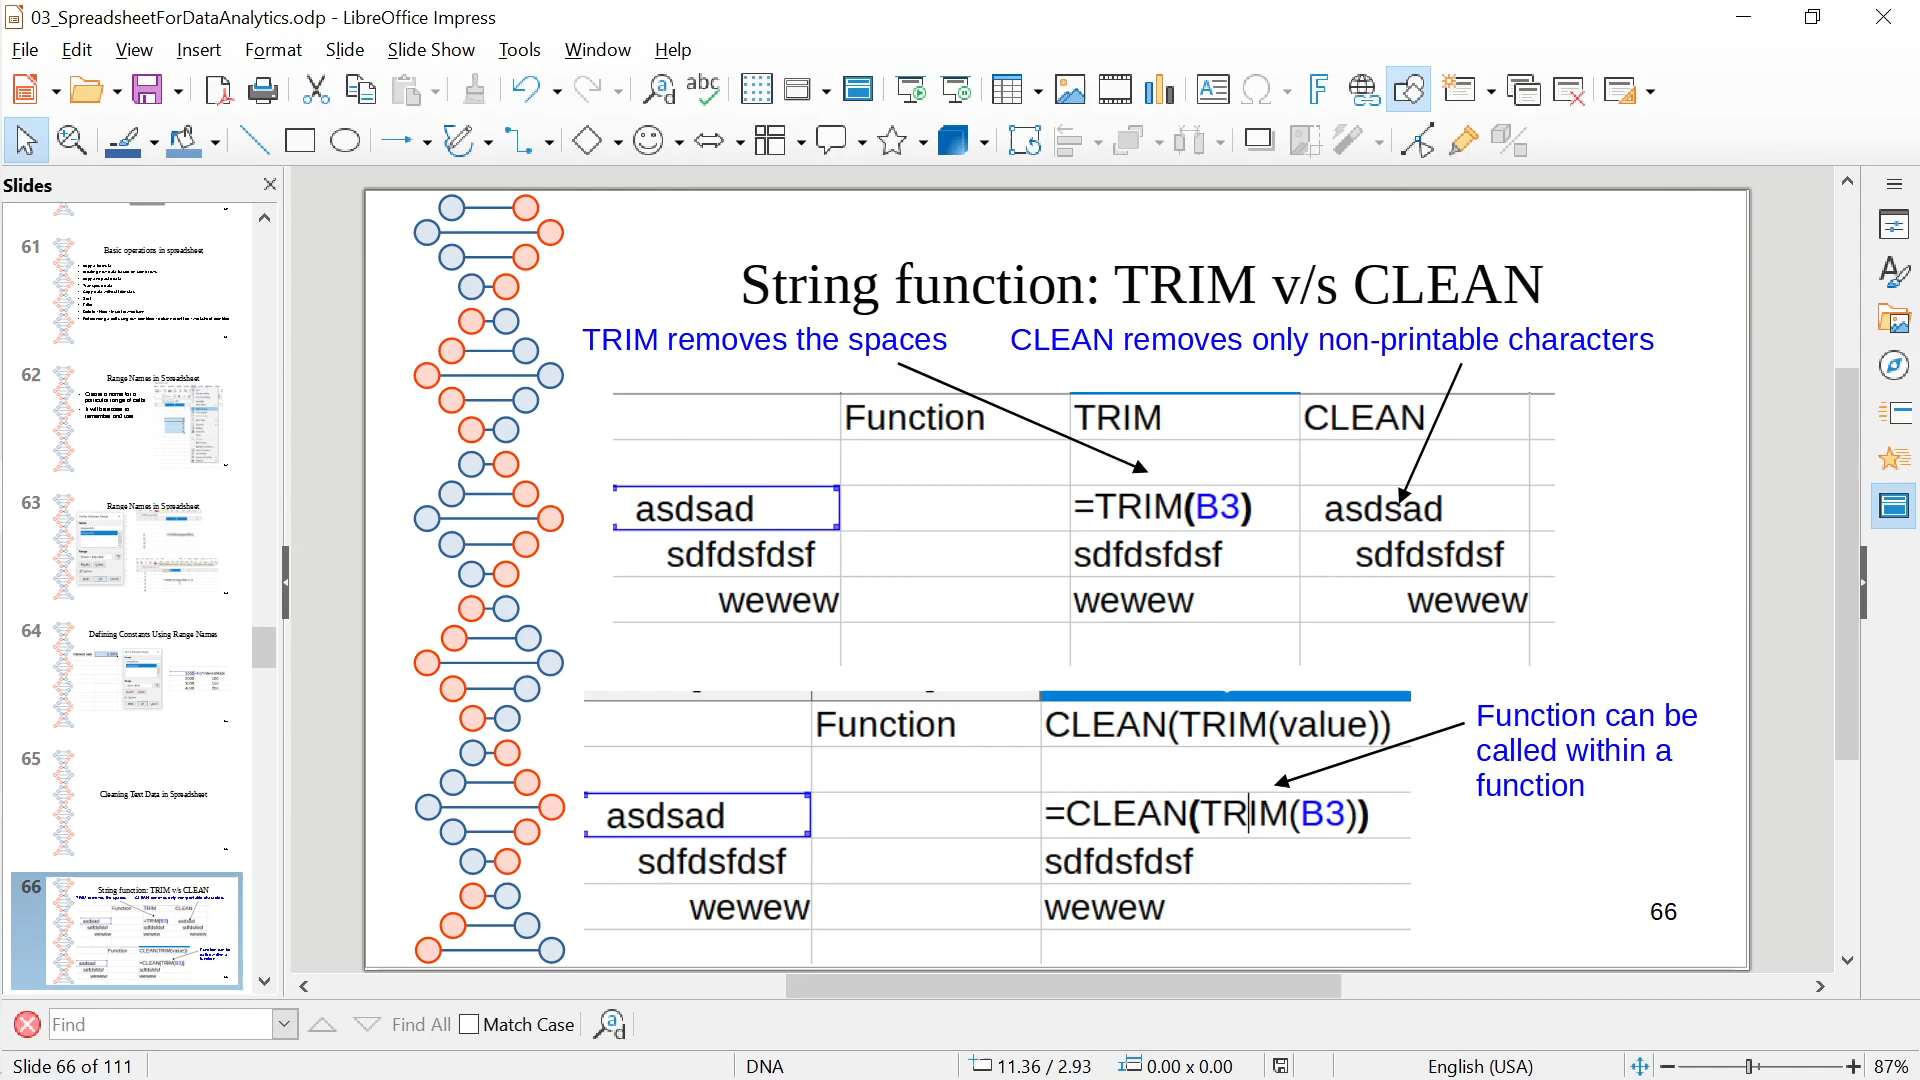 03_SpreadsheetForDataAnalytics.odp - LibreOffice Impress
File Edit View Insert Format Slide Slide Show Tools Window Help
Slides
61
Basic operations in spreadsheet
62
Range Names in Spreadsheet
63
Range Names in Spreadsheet
64
Defining Constants Using Range Names
65
Cleaning Text Data in Spreadsheet
66
String function: TRIM v/s CLEAN
String function: TRIM v/s CLEAN
TRIM removes the spaces CLEAN removes only non-printable characters
Function TRIM CLEAN
asdsad =TRIM(B3) asdsad
sdfdsfdsf sdfdsfdsf sdfdsfdsf
wewew wewew wewew
Function CLEAN(TRIM(value))
Function can be
called within a
function
asdsad =CLEAN(TRIM(B3))
sdfdsfdsf sdfdsfdsf
wewew wewew
66
Find Find All Match Case
Slide 66 of 111 DNA 11.36 / 2.93 0.00 x 0.00 English (USA) 87%